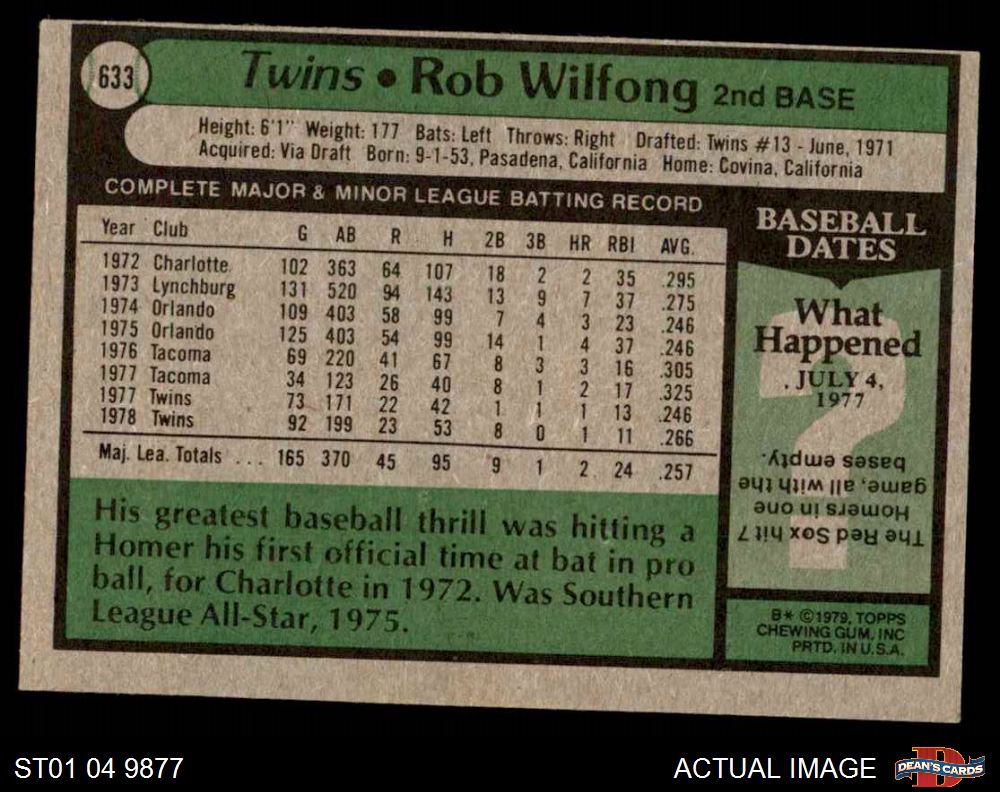 633
Twins • Rob Wilfong 2nd BASE
Height: 6'1" Weight: 177 Bats: Left Throws: Right Drafted: Twins #13 - June, 1971
Acquired: Via Draft Born: 9-1-53, Pasadena, California Home: Covina, California
COMPLETE MAJOR & MINOR LEAGUE BATTING RECORD
Year Club G AB R H 2B 3B HR RBI AVG.
1972 Charlotte 102 363 64 107 18 2 2 35 .295
1973 Lynchburg 131 520 94 143 13 9 7 37 .275
1974 Orlando 109 403 58 99 7 4 3 23 .246
1975 Orlando 125 403 54 99 14 1 4 37 .246
1976 Tacoma 69 220 41 67 8 3 3 16 .305
1977 Tacoma 34 123 26 40 8 1 2 17 .325
1977 Twins 73 171 22 42 1 1 1 13 .246
1978 Twins 92 199 23 53 8 0 1 11 .266
Maj. Lea. Totals ... 165 370 45 95 9 1 2 24 .257
His greatest baseball thrill was hitting a
Homer his first official time at bat in pro
ball, for Charlotte in 1972. Was Southern
League All-Star, 1975.
BASEBALL
DATES
What
Happened
JULY 4,
1977
?
The Red Sox hit 7
Homers in one
game, all with the
bases empty.
B* ©1979, TOPPS
CHEWING GUM, INC
PRTD. IN U.S.A.
ST01 04 9877
ACTUAL IMAGE
D
DEAN'S CARDS